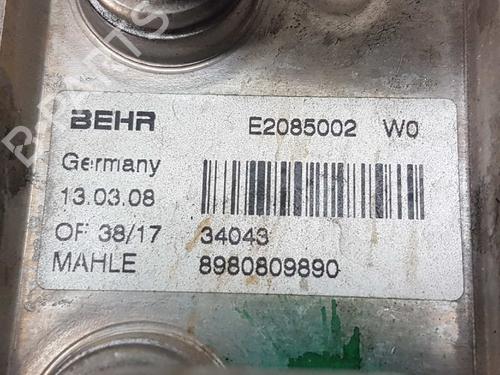 BEHR E2085002 W0
Germany
13.03.08
OF 38/17 34043
MAHLE 8980809890